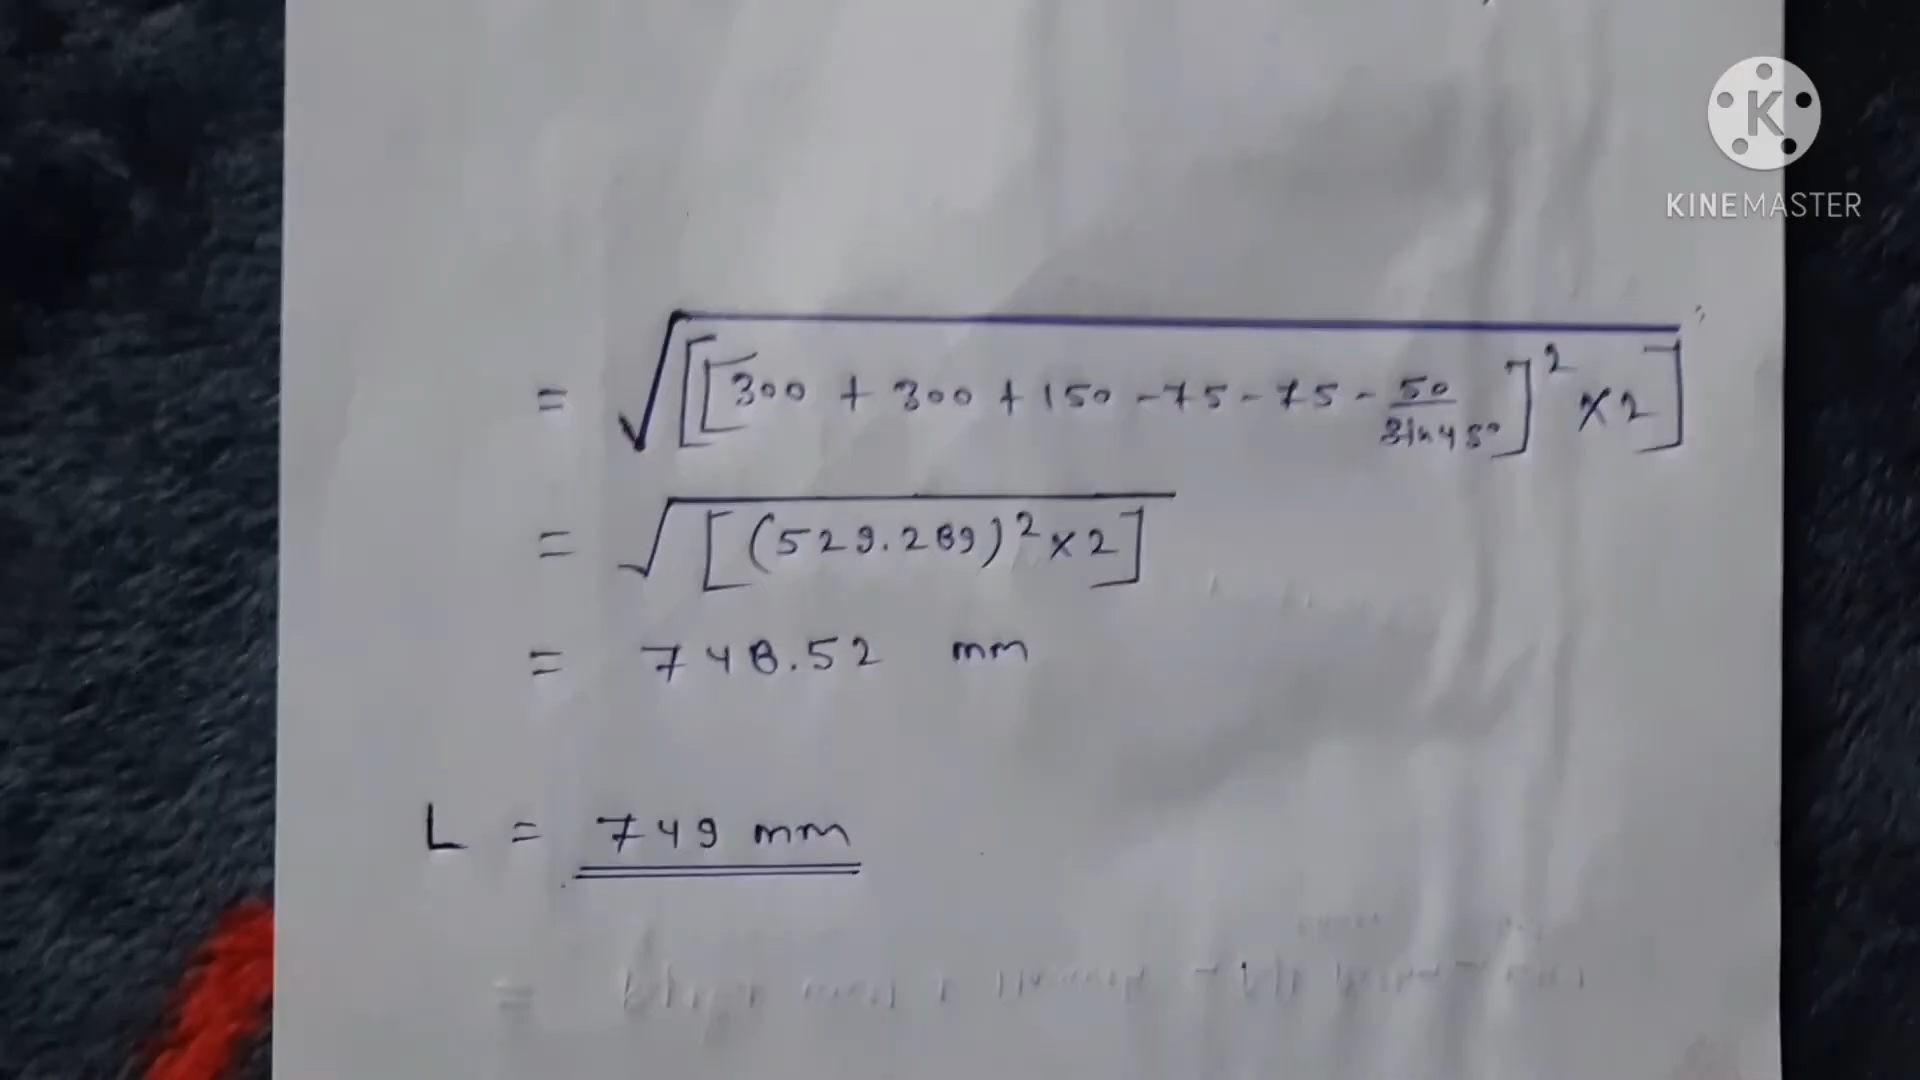 K
KINEMASTER
= √[[300 + 300 + 150 - 75 - 75 - 50/sin45°]² × 2]
= √[(529.289)² × 2]
= 748.52 mm
L = 749 mm